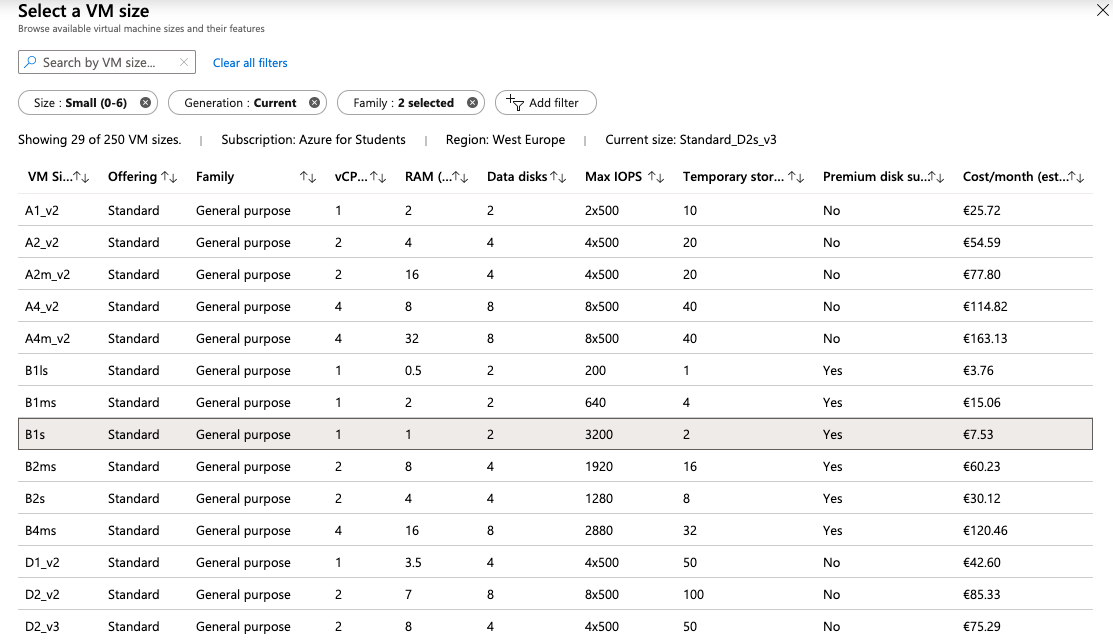 Select a VM size
Browse available virtual machine sizes and their features
Search by VM size... Clear all filters
Size : Small (0-6) Generation : Current Family : 2 selected Add filter
Showing 29 of 250 VM sizes. | Subscription: Azure for Students | Region: West Europe | Current size: Standard_D2s_v3
VM Si... Offering Family vCP... RAM (... Data disks Max IOPS Temporary stor... Premium disk su... Cost/month (est...
A1_v2 Standard General purpose 1 2 2 2x500 10 No €25.72
A2_v2 Standard General purpose 2 4 4 4x500 20 No €54.59
A2m_v2 Standard General purpose 2 16 4 4x500 20 No €77.80
A4_v2 Standard General purpose 4 8 8 8x500 40 No €114.82
A4m_v2 Standard General purpose 4 32 8 8x500 40 No €163.13
B1ls Standard General purpose 1 0.5 2 200 1 Yes €3.76
B1ms Standard General purpose 1 2 2 640 4 Yes €15.06
B1s Standard General purpose 1 1 2 3200 2 Yes €7.53
B2ms Standard General purpose 2 8 4 1920 16 Yes €60.23
B2s Standard General purpose 2 4 4 1280 8 Yes €30.12
B4ms Standard General purpose 4 16 8 2880 32 Yes €120.46
D1_v2 Standard General purpose 1 3.5 4 4x500 50 No €42.60
D2_v2 Standard General purpose 2 7 8 8x500 100 No €85.33
D2_v3 Standard General purpose 2 8 4 4x500 50 No €75.29